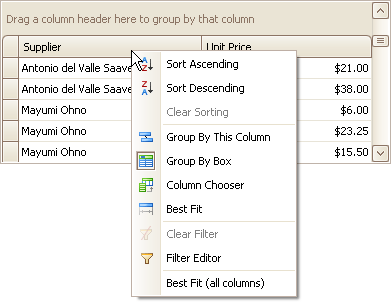 Drag a column header here to group by that column
Supplier Unit Price
Antonio del Valle Saave $21.00
Antonio del Valle Saave $38.00
Mayumi Ohno $6.00
Mayumi Ohno $23.25
Mayumi Ohno $15.50
Sort Ascending
Sort Descending
Clear Sorting
Group By This Column
Group By Box
Column Chooser
Best Fit
Clear Filter
Filter Editor
Best Fit (all columns)